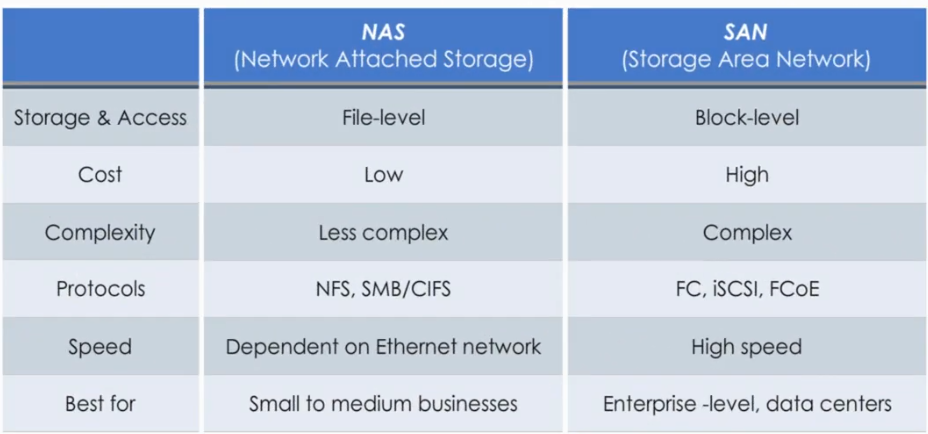 NAS
(Network Attached Storage)
SAN
(Storage Area Network)
Storage & Access
File-level
Block-level
Cost
Low
High
Complexity
Less complex
Complex
Protocols
NFS, SMB/CIFS
FC, iSCSI, FCoE
Speed
Dependent on Ethernet network
High speed
Best for
Small to medium businesses
Enterprise -level, data centers